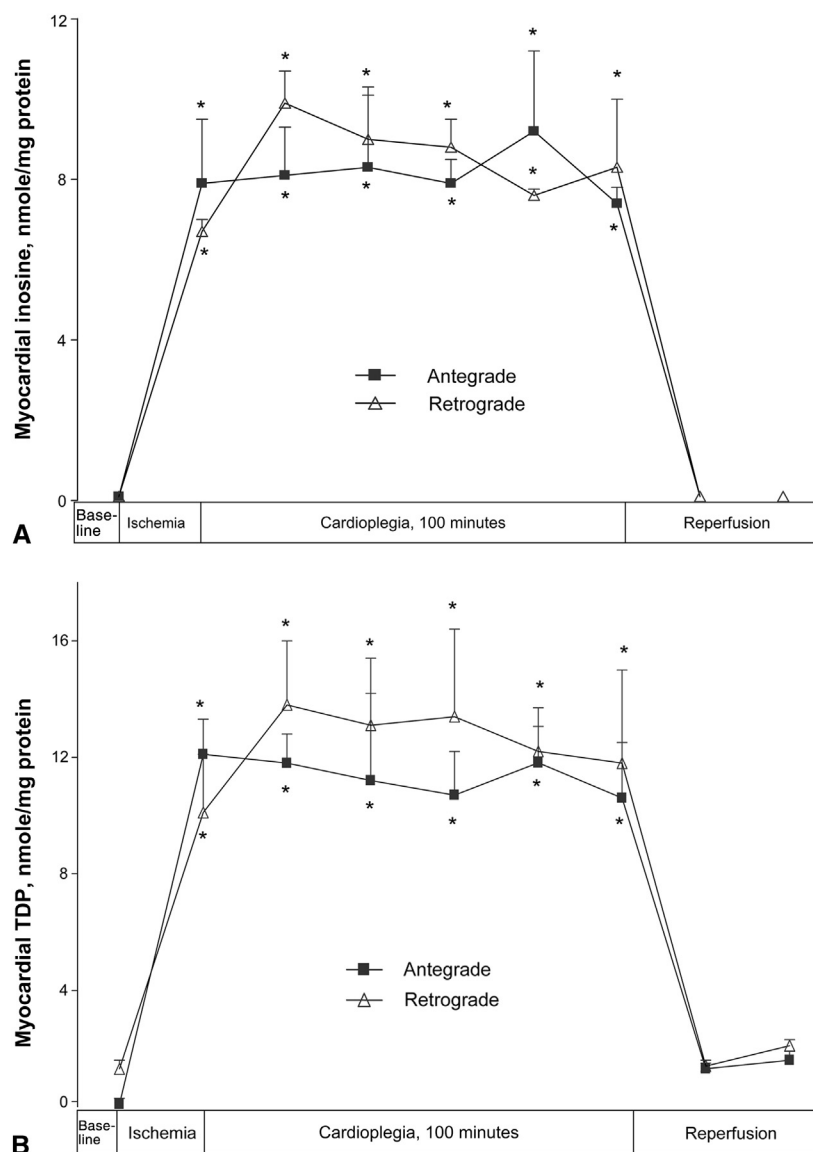 12
*
*
*
*
*
*
8
*
*
*
*
*
*
Myocardial inosine, nmole/mg protein
4
Antegrade
Retrograde
0
Base-
line
Ischemia
Cardioplegia, 100 minutes
Reperfusion
A
16
*
*
*
*
*
*
12
*
*
*
*
*
*
Myocardial TDP, nmole/mg protein
8
4
Antegrade
Retrograde
0
Base-
line
Ischemia
Cardioplegia, 100 minutes
Reperfusion
B